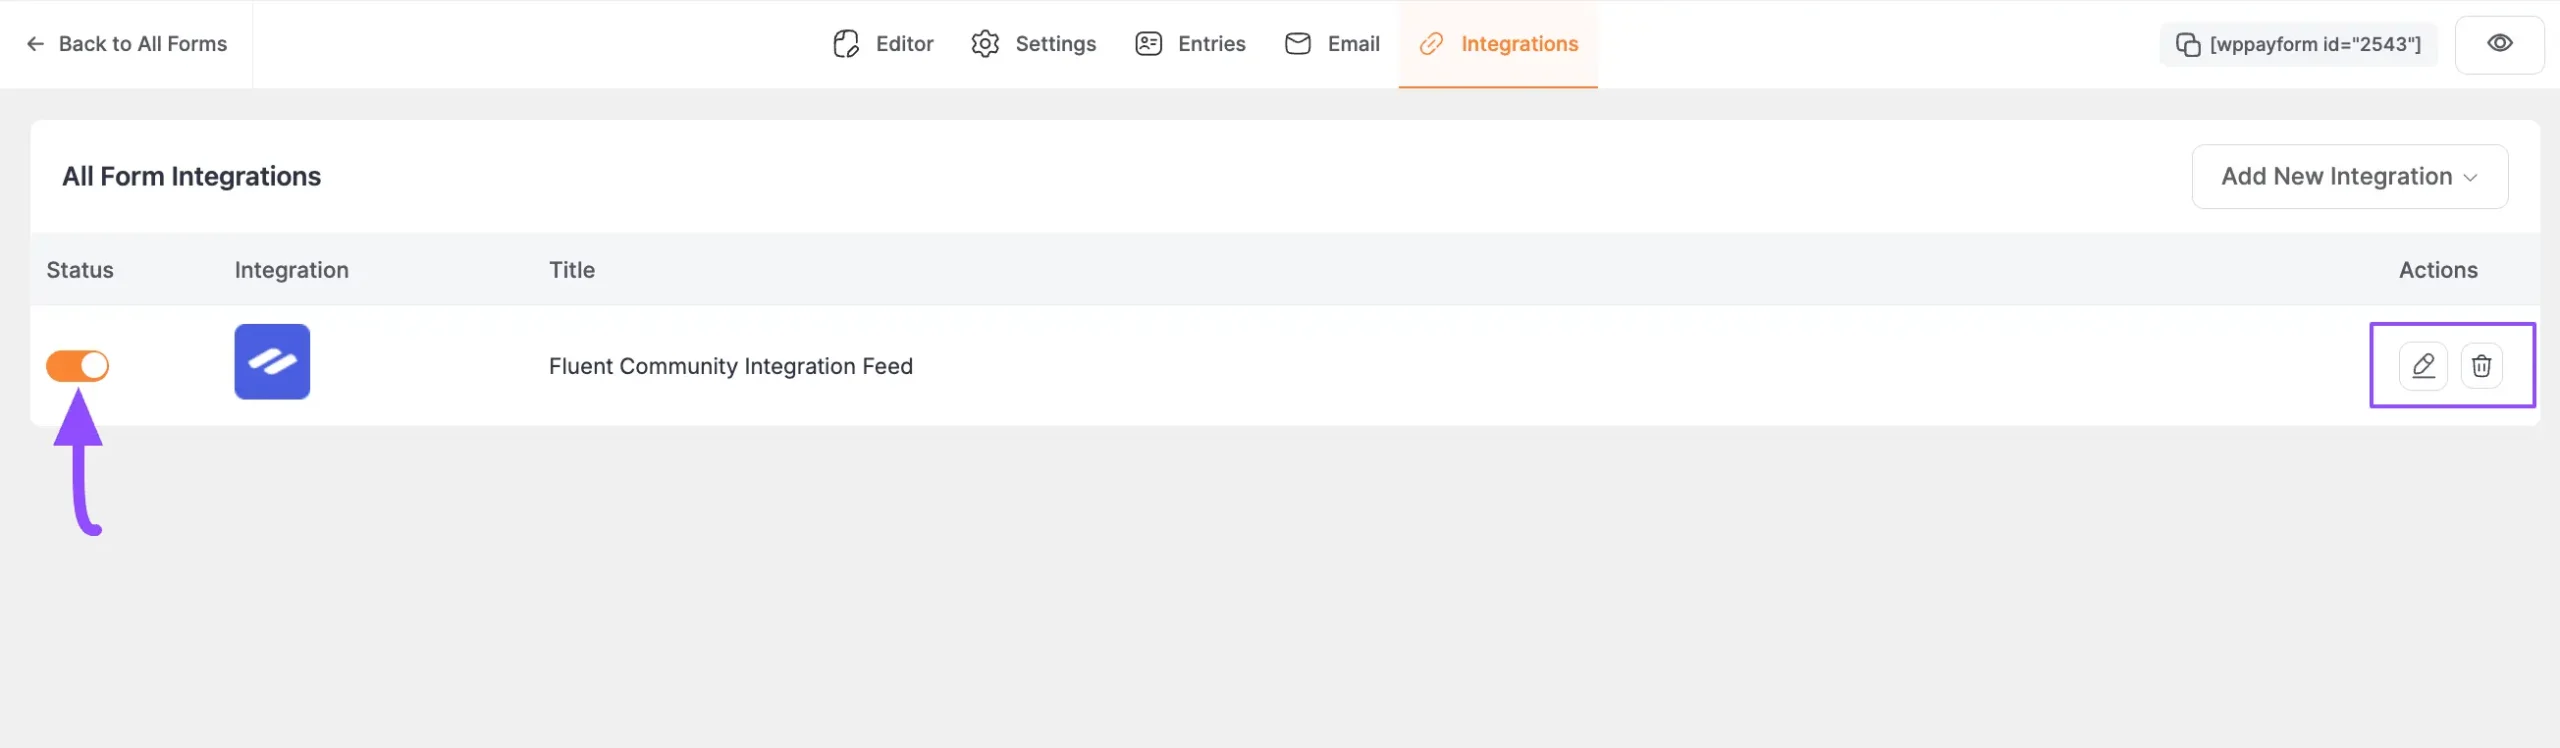 Back to All Forms
Editor Settings Entries Email Integrations
[wppayform id="2543"]
All Form Integrations
Add New Integration
Status Integration Title Actions
Fluent Community Integration Feed